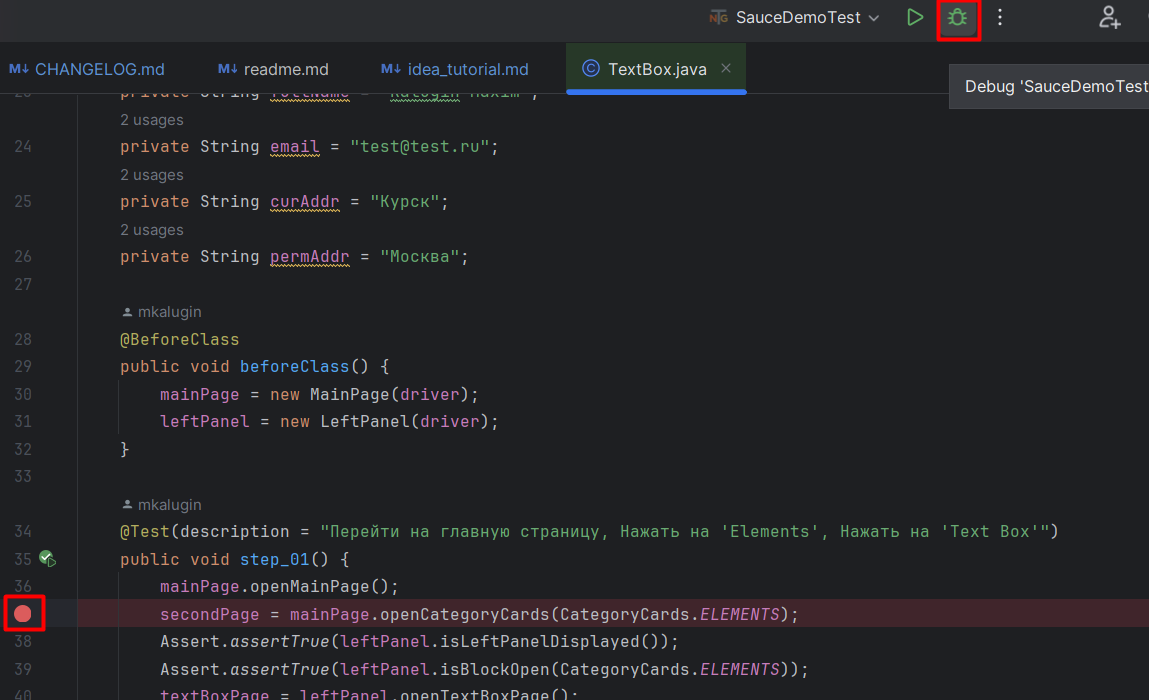 SauceDemoTest
CHANGELOG.md readme.md idea_tutorial.md TextBox.java
Debug 'SauceDemoTest
private String fullName = "Kalugin Maxim";
2 usages
24 private String email = "test@test.ru";
2 usages
25 private String curAddr = "Курск";
2 usages
26 private String permAddr = "Москва";
27
mkalugin
28 @BeforeClass
29 public void beforeClass() {
30 mainPage = new MainPage(driver);
31 leftPanel = new LeftPanel(driver);
32 }
33
mkalugin
34 @Test(description = "Перейти на главную страницу, Нажать на 'Elements', Нажать на 'Text Box'")
35 public void step_01() {
36 mainPage.openMainPage();
secondPage = mainPage.openCategoryCards(CategoryCards.ELEMENTS);
38 Assert.assertTrue(leftPanel.isLeftPanelDisplayed());
39 Assert.assertTrue(leftPanel.isBlockOpen(CategoryCards.ELEMENTS));
40 textBoxPage = leftPanel.openTextBoxPage();